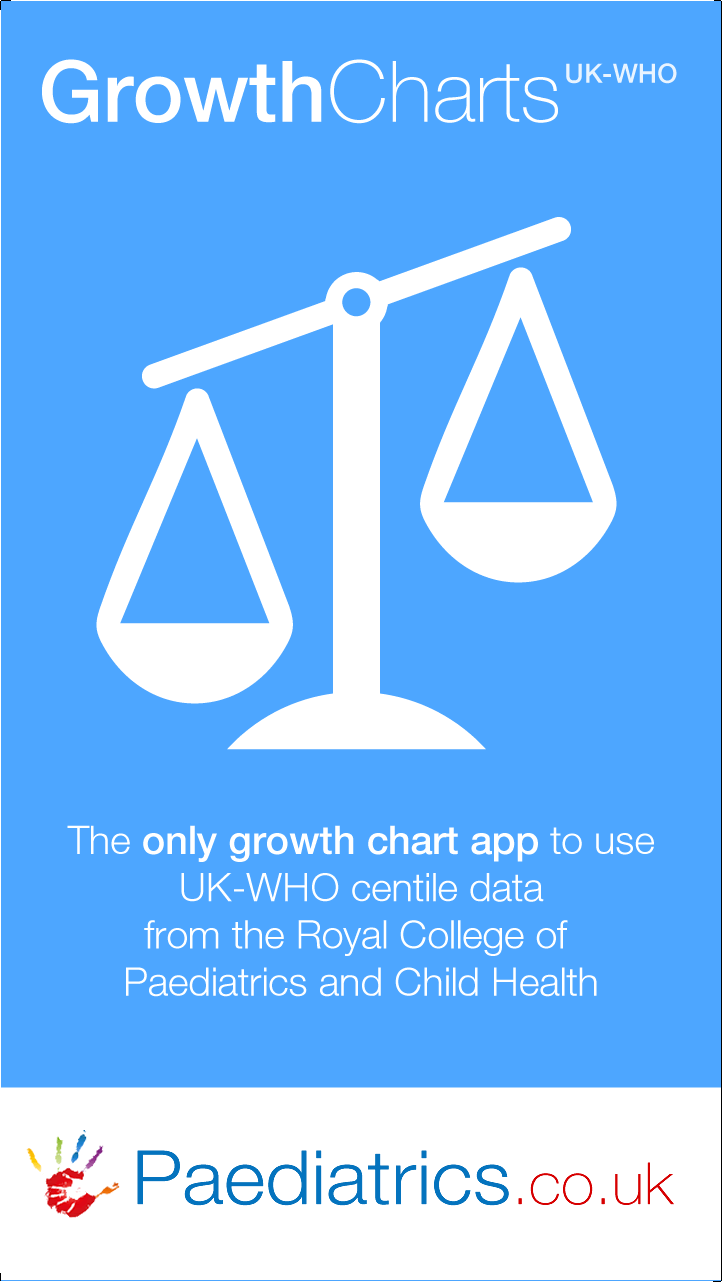 GrowthCharts UK-WHO
The only growth chart app to use
UK-WHO centile data
from the Royal College of
Paediatrics and Child Health
Paediatrics.co.uk